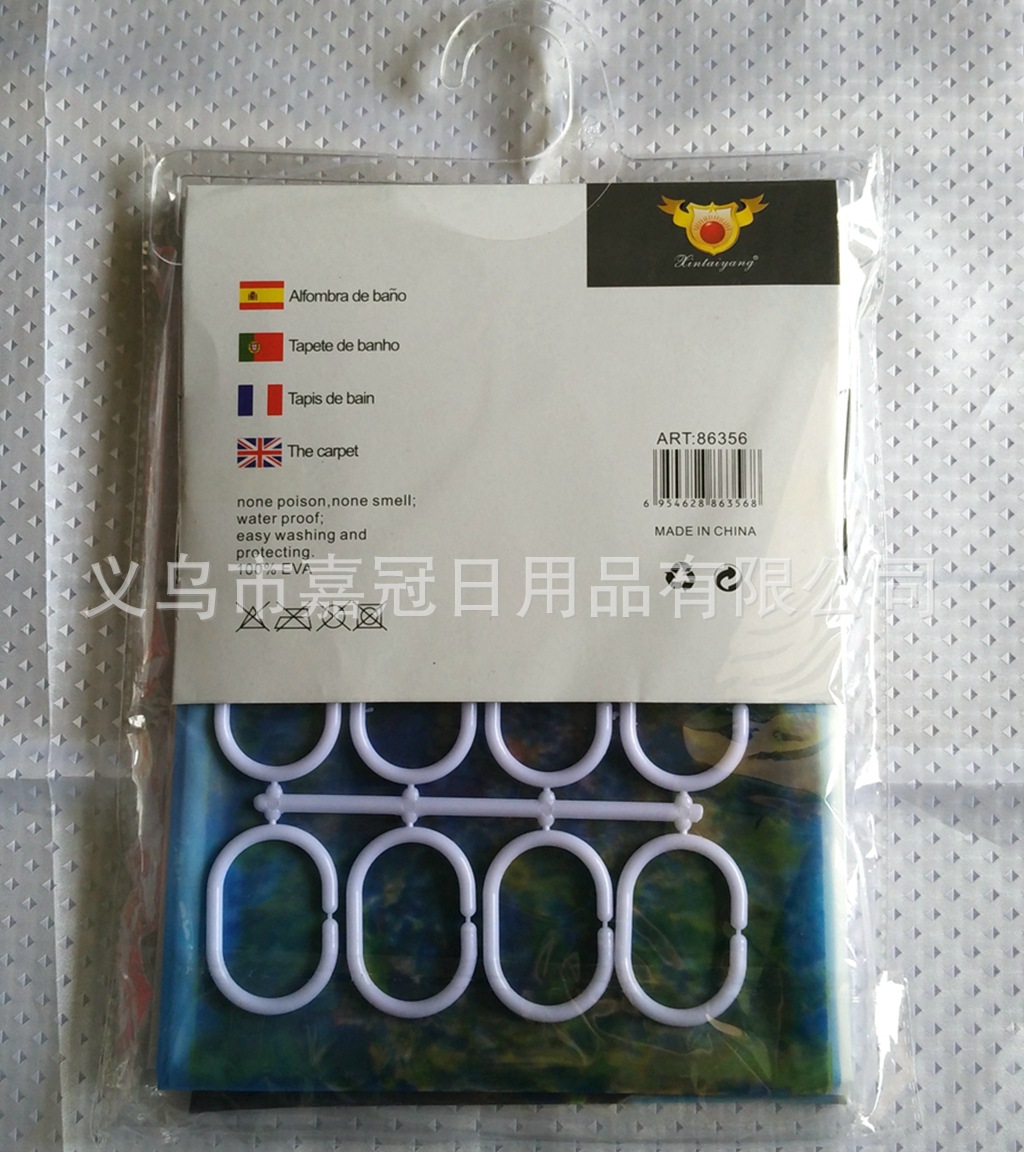 Xintaiyang®
Alfombra de baño
Tapete de banho
Tapis de bain
The carpet
ART:86356
6 954628 863568
MADE IN CHINA
none poison,none smell;
water proof;
easy washing and
protecting.
100% EVA
义乌市嘉冠日用品有限公司